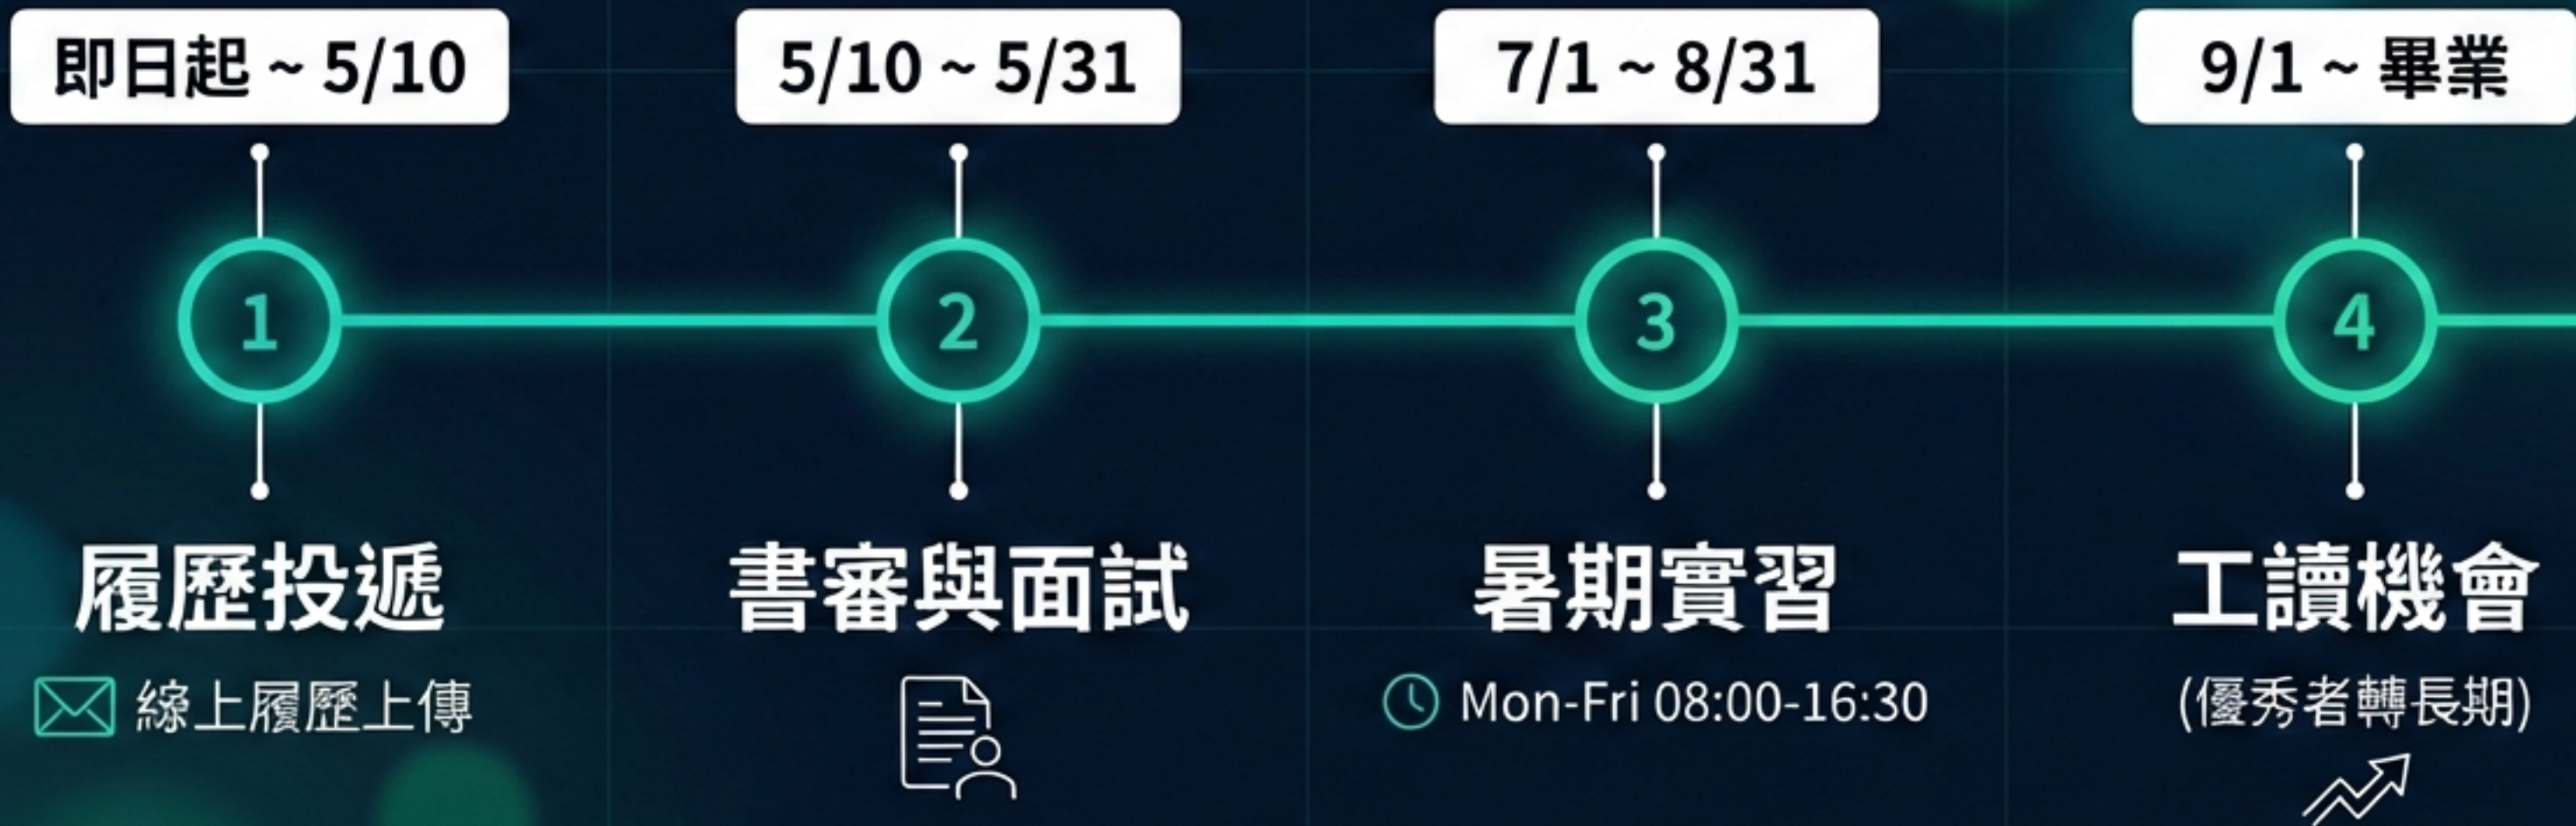 即日起 ~ 5/10
5/10 ~ 5/31
7/1 ~ 8/31
9/1 ~ 畢業
1
2
3
4
履歷投遞
書審與面試
暑期實習
工讀機會
線上履歷上傳
Mon-Fri 08:00-16:30
(優秀者轉長期)